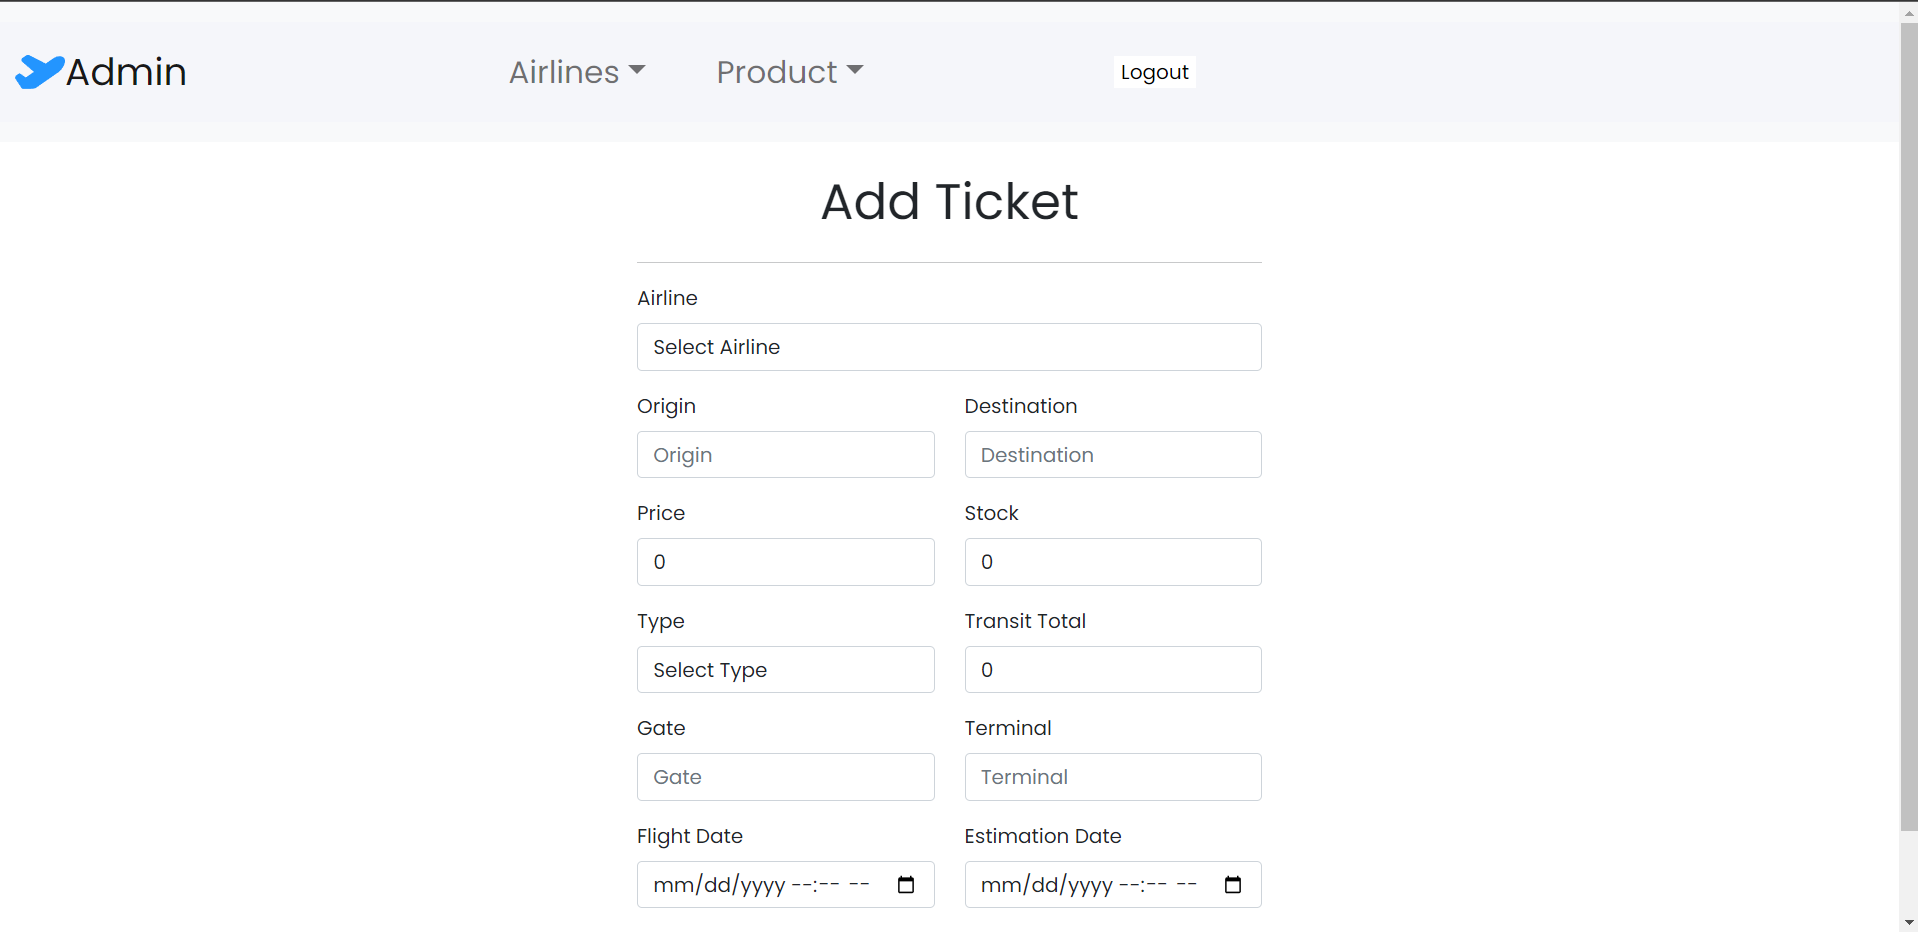 Admin
Airlines
Product
Logout
Add Ticket
Airline
Select Airline
Origin
Destination
Origin
Destination
Price
Stock
0
0
Type
Transit Total
Select Type
0
Gate
Terminal
Gate
Terminal
Flight Date
Estimation Date
mm/dd/yyyy --:-- --
mm/dd/yyyy --:-- --